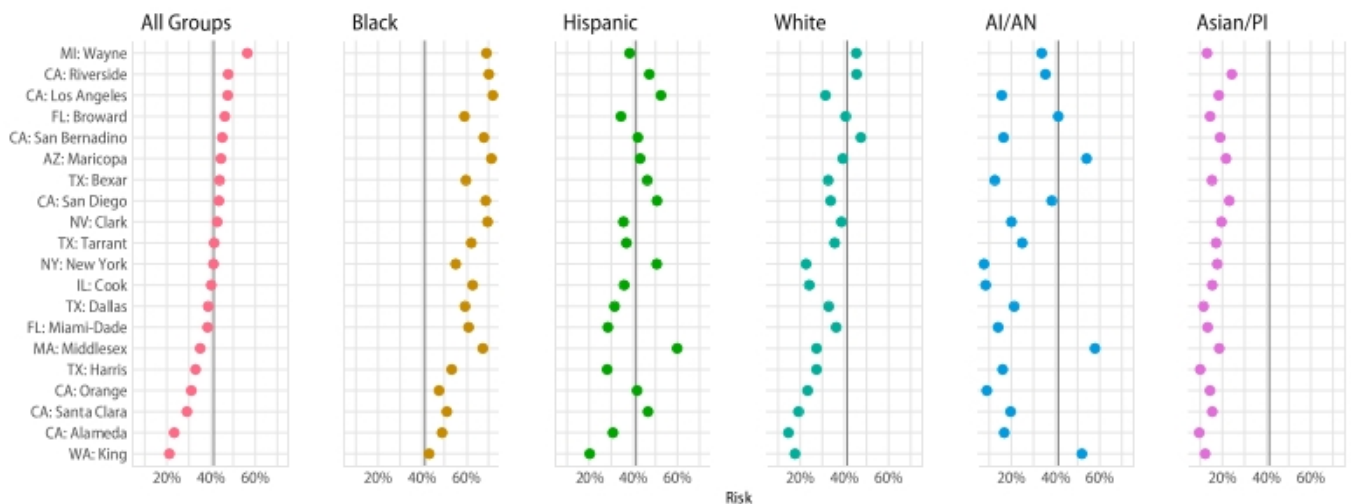 All Groups Black Hispanic White AI/AN Asian/PI
MI: Wayne
CA: Riverside
CA: Los Angeles
FL: Broward
CA: San Bernadino
AZ: Maricopa
TX: Bexar
CA: San Diego
NV: Clark
TX: Tarrant
NY: New York
IL: Cook
TX: Dallas
FL: Miami-Dade
MA: Middlesex
TX: Harris
CA: Orange
CA: Santa Clara
CA: Alameda
WA: King
20% 40% 60% 20% 40% 60% 20% 40% 60% 20% 40% 60% 20% 40% 60% 20% 40% 60%
Risk